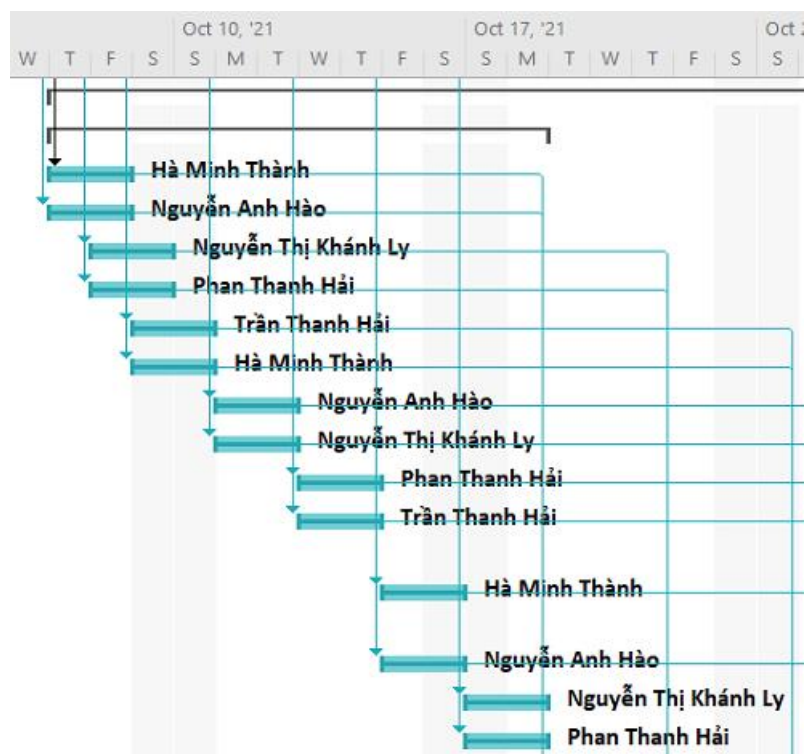 Oct 10, '21 Oct 17, '21 Oct 2
W T F S S M T W T F S S M T W T F S S
Hà Minh Thành
Nguyễn Anh Hào
Nguyễn Thị Khánh Ly
Phan Thanh Hải
Trần Thanh Hải
Hà Minh Thành
Nguyễn Anh Hào
Nguyễn Thị Khánh Ly
Phan Thanh Hải
Trần Thanh Hải
Hà Minh Thành
Nguyễn Anh Hào
Nguyễn Thị Khánh Ly
Phan Thanh Hải